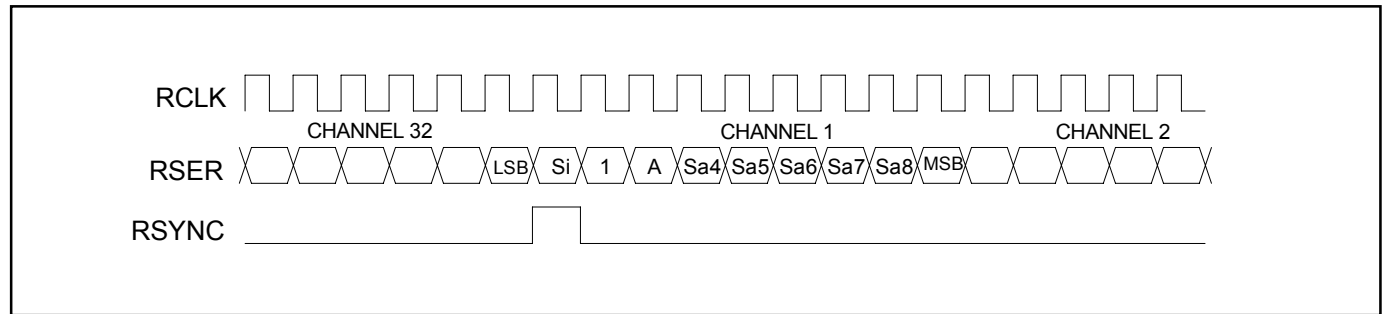 RCLK
CHANNEL 32 CHANNEL 1 CHANNEL 2
RSER LSB Si 1 A Sa4 Sa5 Sa6 Sa7 Sa8 MSB
RSYNC